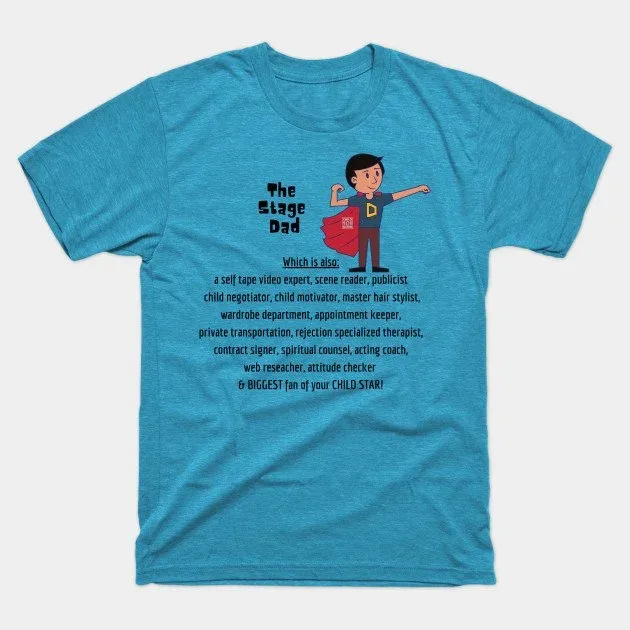 The
Stage
Dad
D
Which is also:
a self tape video expert, scene reader, publicist
child negotiator, child motivator, master hair stylist,
wardrobe department, appointment keeper,
private transportation, rejection specialized therapist,
contract signer, spiritual counsel, acting coach,
web reseacher, attitude checker
& BIGGEST fan of your CHILD STAR!